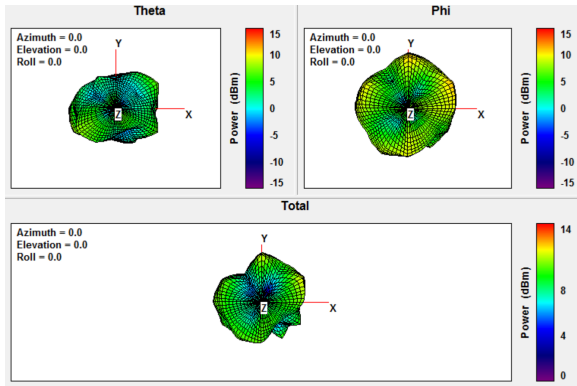 Theta
Azimuth = 0.0
Elevation = 0.0
Roll = 0.0
Y
X
Z
15
10
5
0
-5
-10
-15
Power (dBm)
Phi
Azimuth = 0.0
Elevation = 0.0
Roll = 0.0
Y
X
Z
15
10
5
0
-5
-10
-15
Power (dBm)
Total
Azimuth = 0.0
Elevation = 0.0
Roll = 0.0
Y
X
Z
14
8
4
0
Power (dBm)